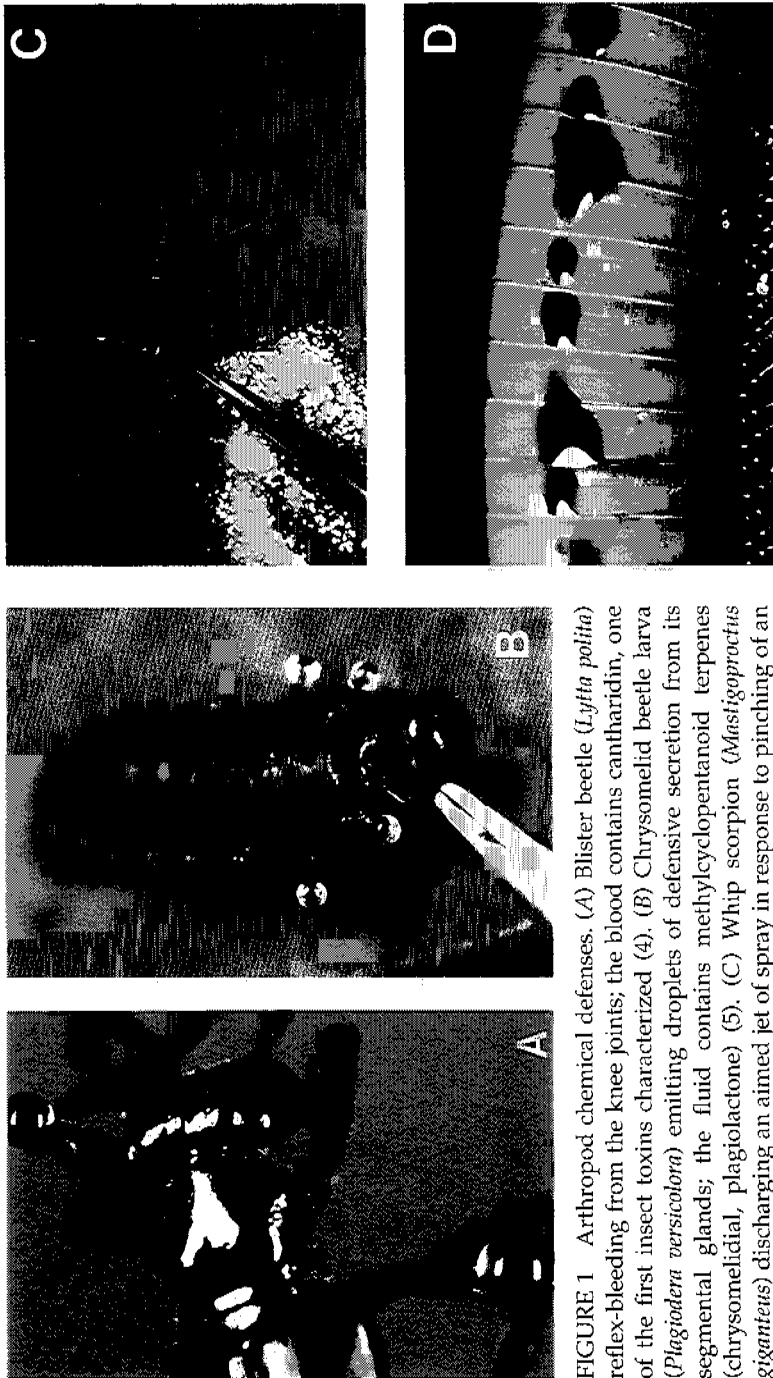 A
B
C
D
FIGURE 1 Arthropod chemical defenses. (A) Blister beetle (Lytta polita)
reflex-bleeding from the knee joints; the blood contains cantharidin, one
of the first insect toxins characterized (4). (B) Chrysomelid beetle larva
(Plagiodera versicolora) emitting droplets of defensive secretion from its
segmental glands; the fluid contains methylcyclopentanoid terpenes
(chrysomelidial, plagiolactone) (5). (C) Whip scorpion (Mastigoproctus
giganteus) discharging an aimed jet of spray in response to pinching of an